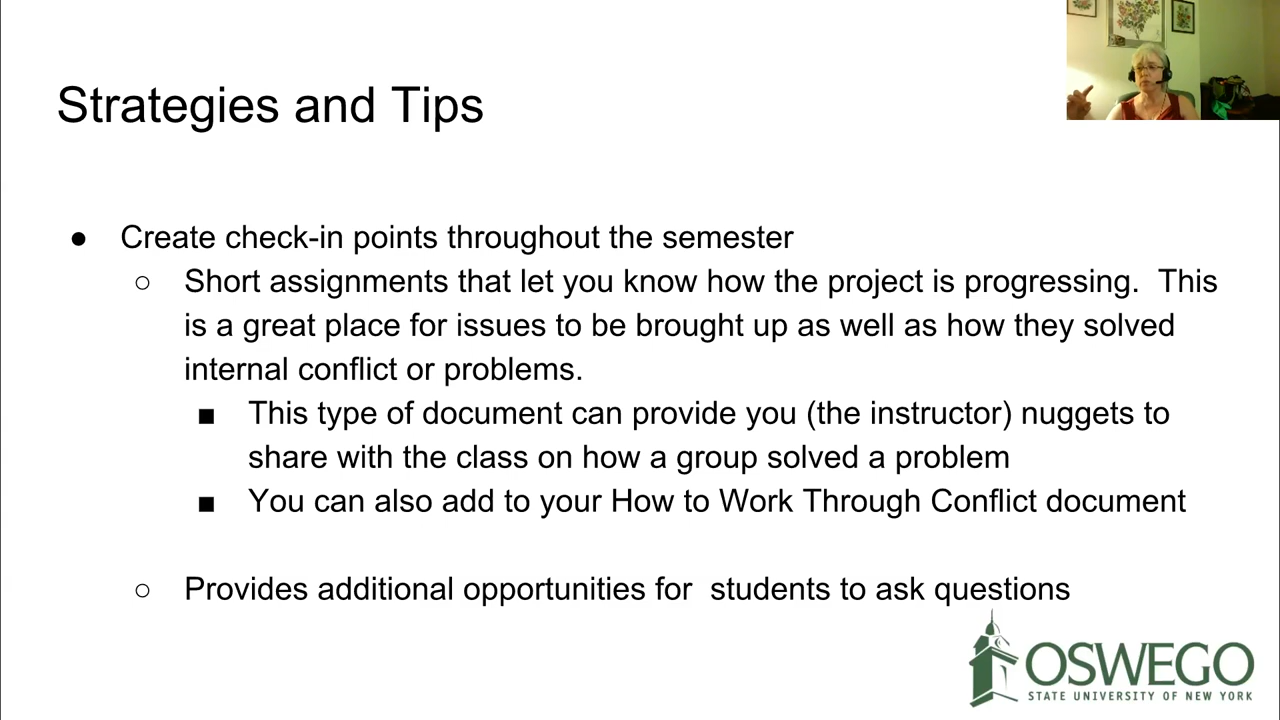 Strategies and Tips
● Create check-in points throughout the semester
○ Short assignments that let you know how the project is progressing.  This
is a great place for issues to be brought up as well as how they solved
internal conflict or problems.
■ This type of document can provide you (the instructor) nuggets to
share with the class on how a group solved a problem
■ You can also add to your How to Work Through Conflict document
○ Provides additional opportunities for  students to ask questions
OSWEGO
STATE UNIVERSITY OF NEW YORK